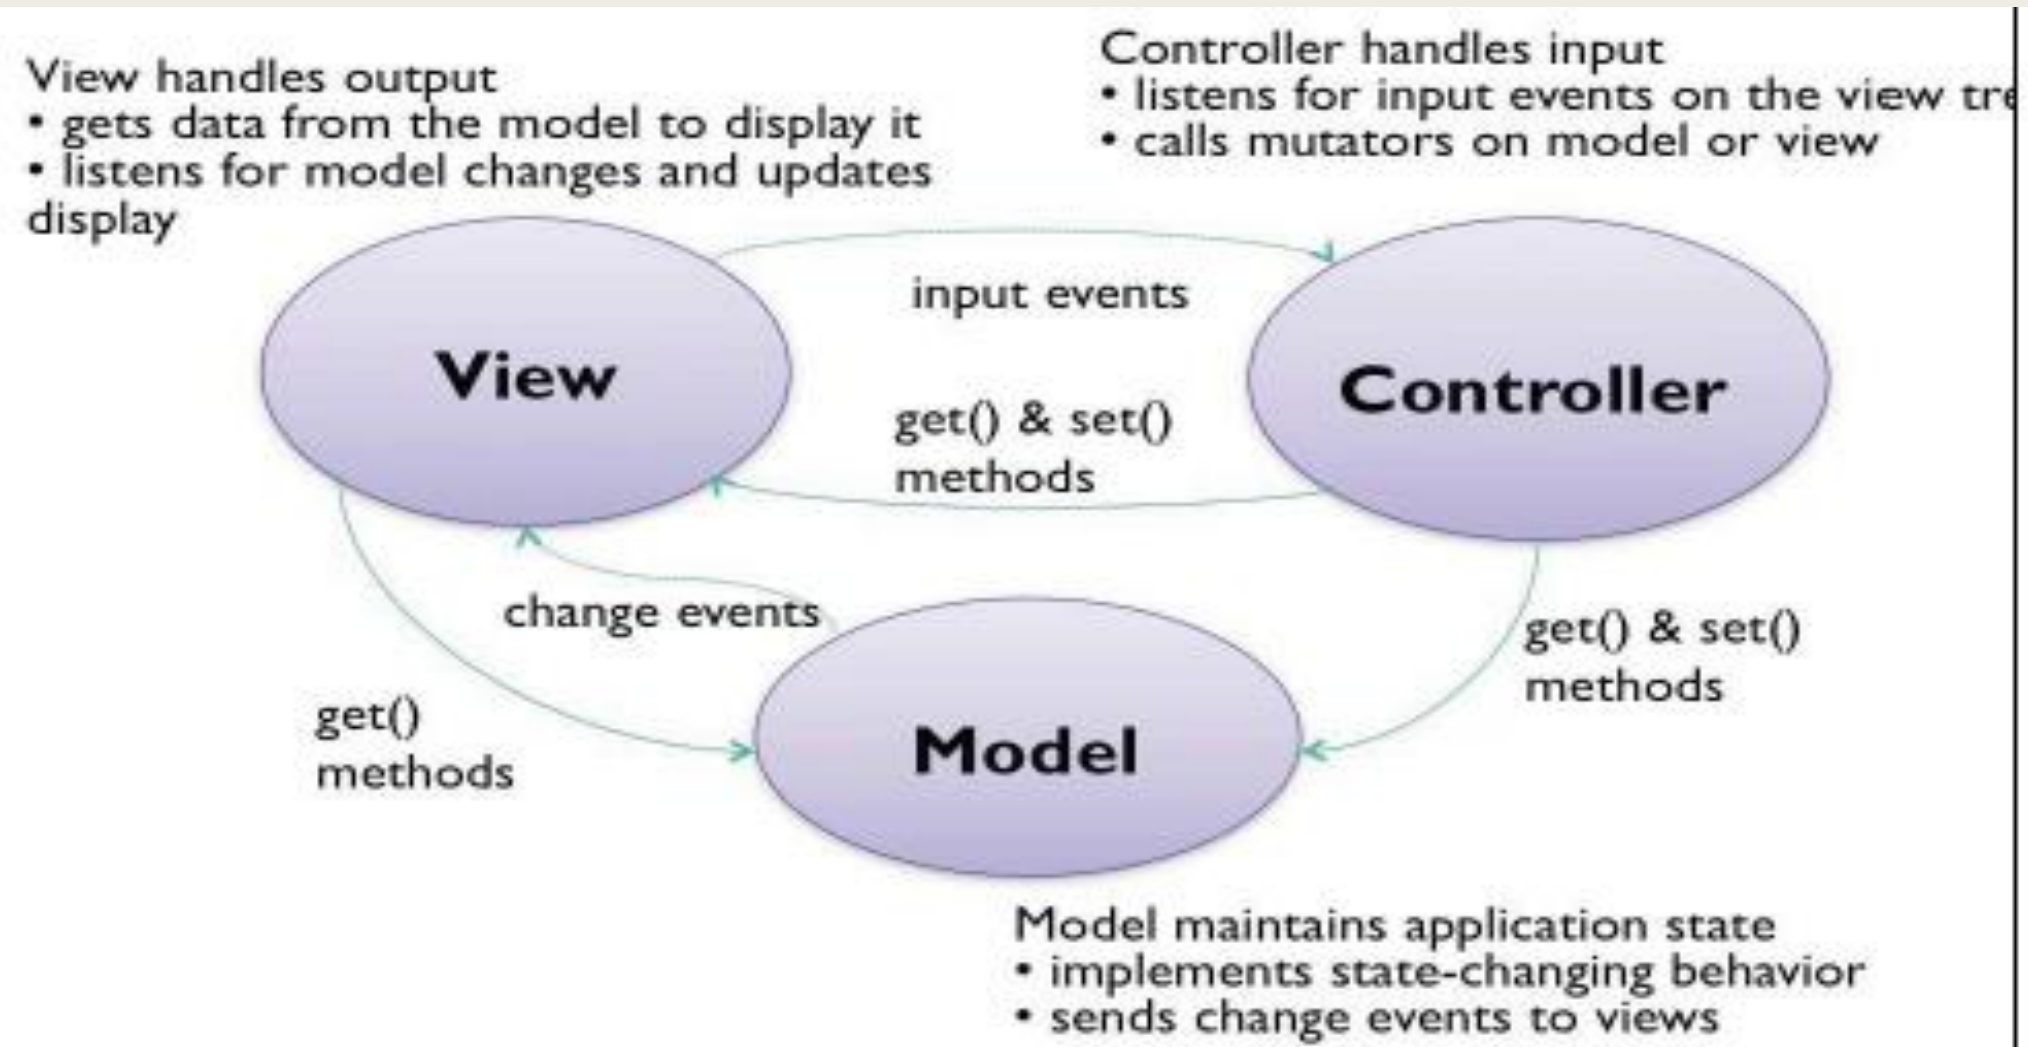 View handles output
• gets data from the model to display it
• listens for model changes and updates
display
Controller handles input
• listens for input events on the view
• calls mutators on model or view
input events
View
Controller
get() & set()
methods
change events
get() & set()
methods
get()
methods
Model
Model maintains application state
• implements state-changing behavior
• sends change events to views